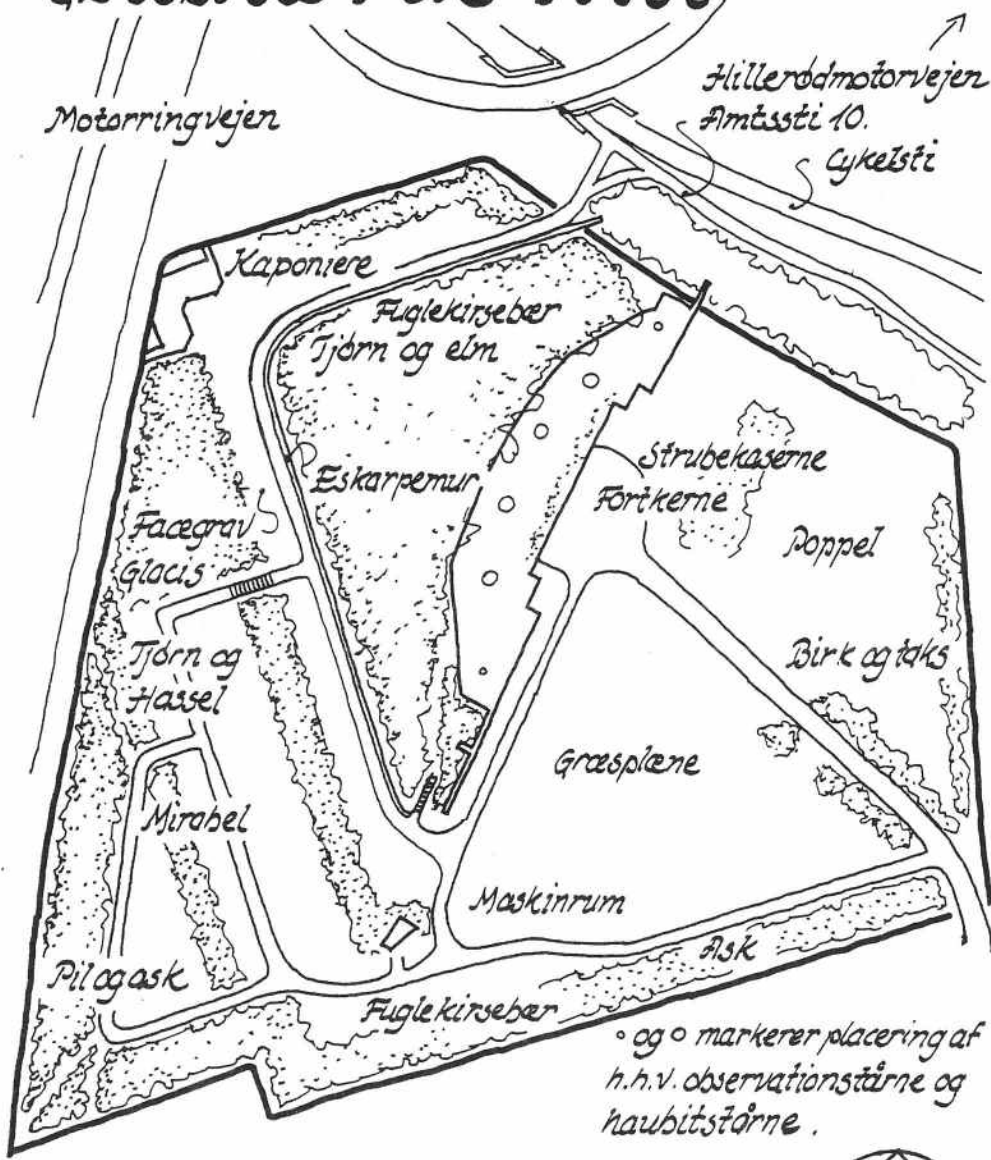 Hillerødmotorvejen
Amtssti 10.
Cykelsti
Motorringvejen
Kaponiere
Fuglekirsebær
Tjørn og elm
Strubekaserne
Fortkerne
Eskarpemur
Facegrav
Glacis
Poppel
Tjørn og
Hassel
Birk og taks
Græsplæne
Mirabel
Maskinrum
Ask
Pil og ask
Fuglekirsebær
o og o markerer placering af
h.h.v. observationstårne og
haubitstårne.